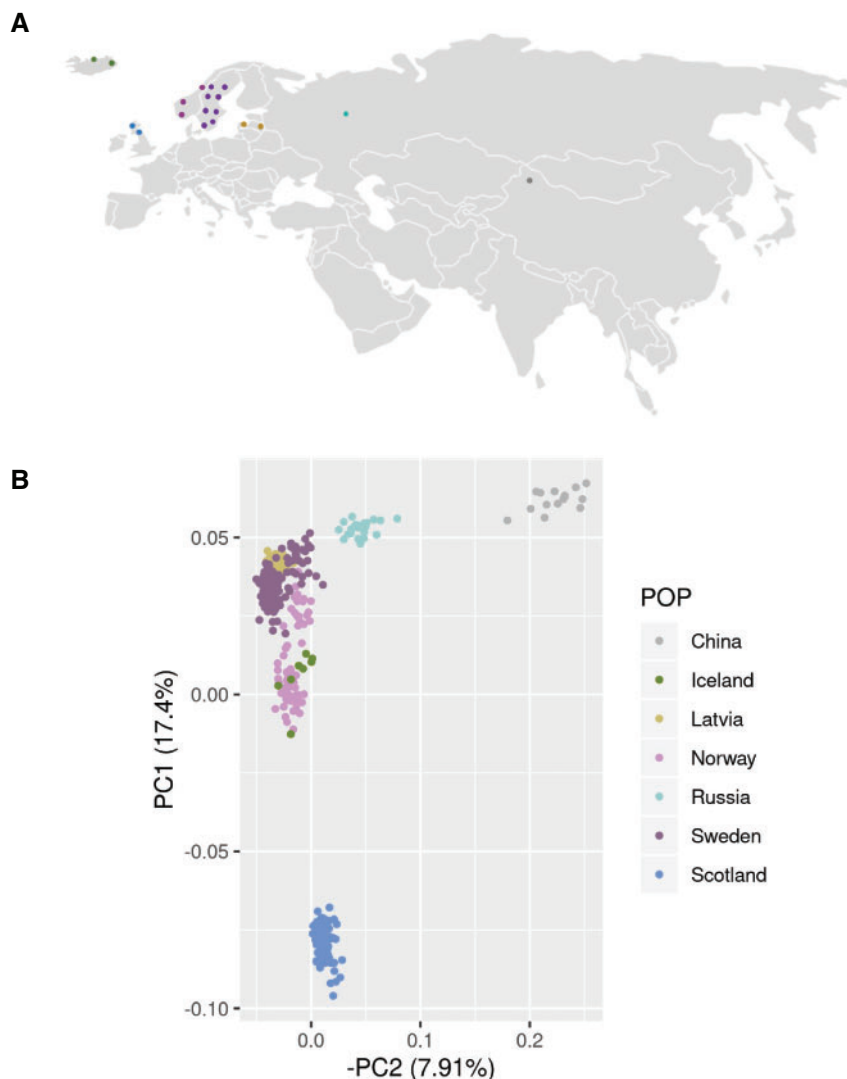 A
B
0.05
0.00
-0.05
-0.10
PC1 (17.4%)
0.0 0.1 0.2
-PC2 (7.91%)
POP
China
Iceland
Latvia
Norway
Russia
Sweden
Scotland